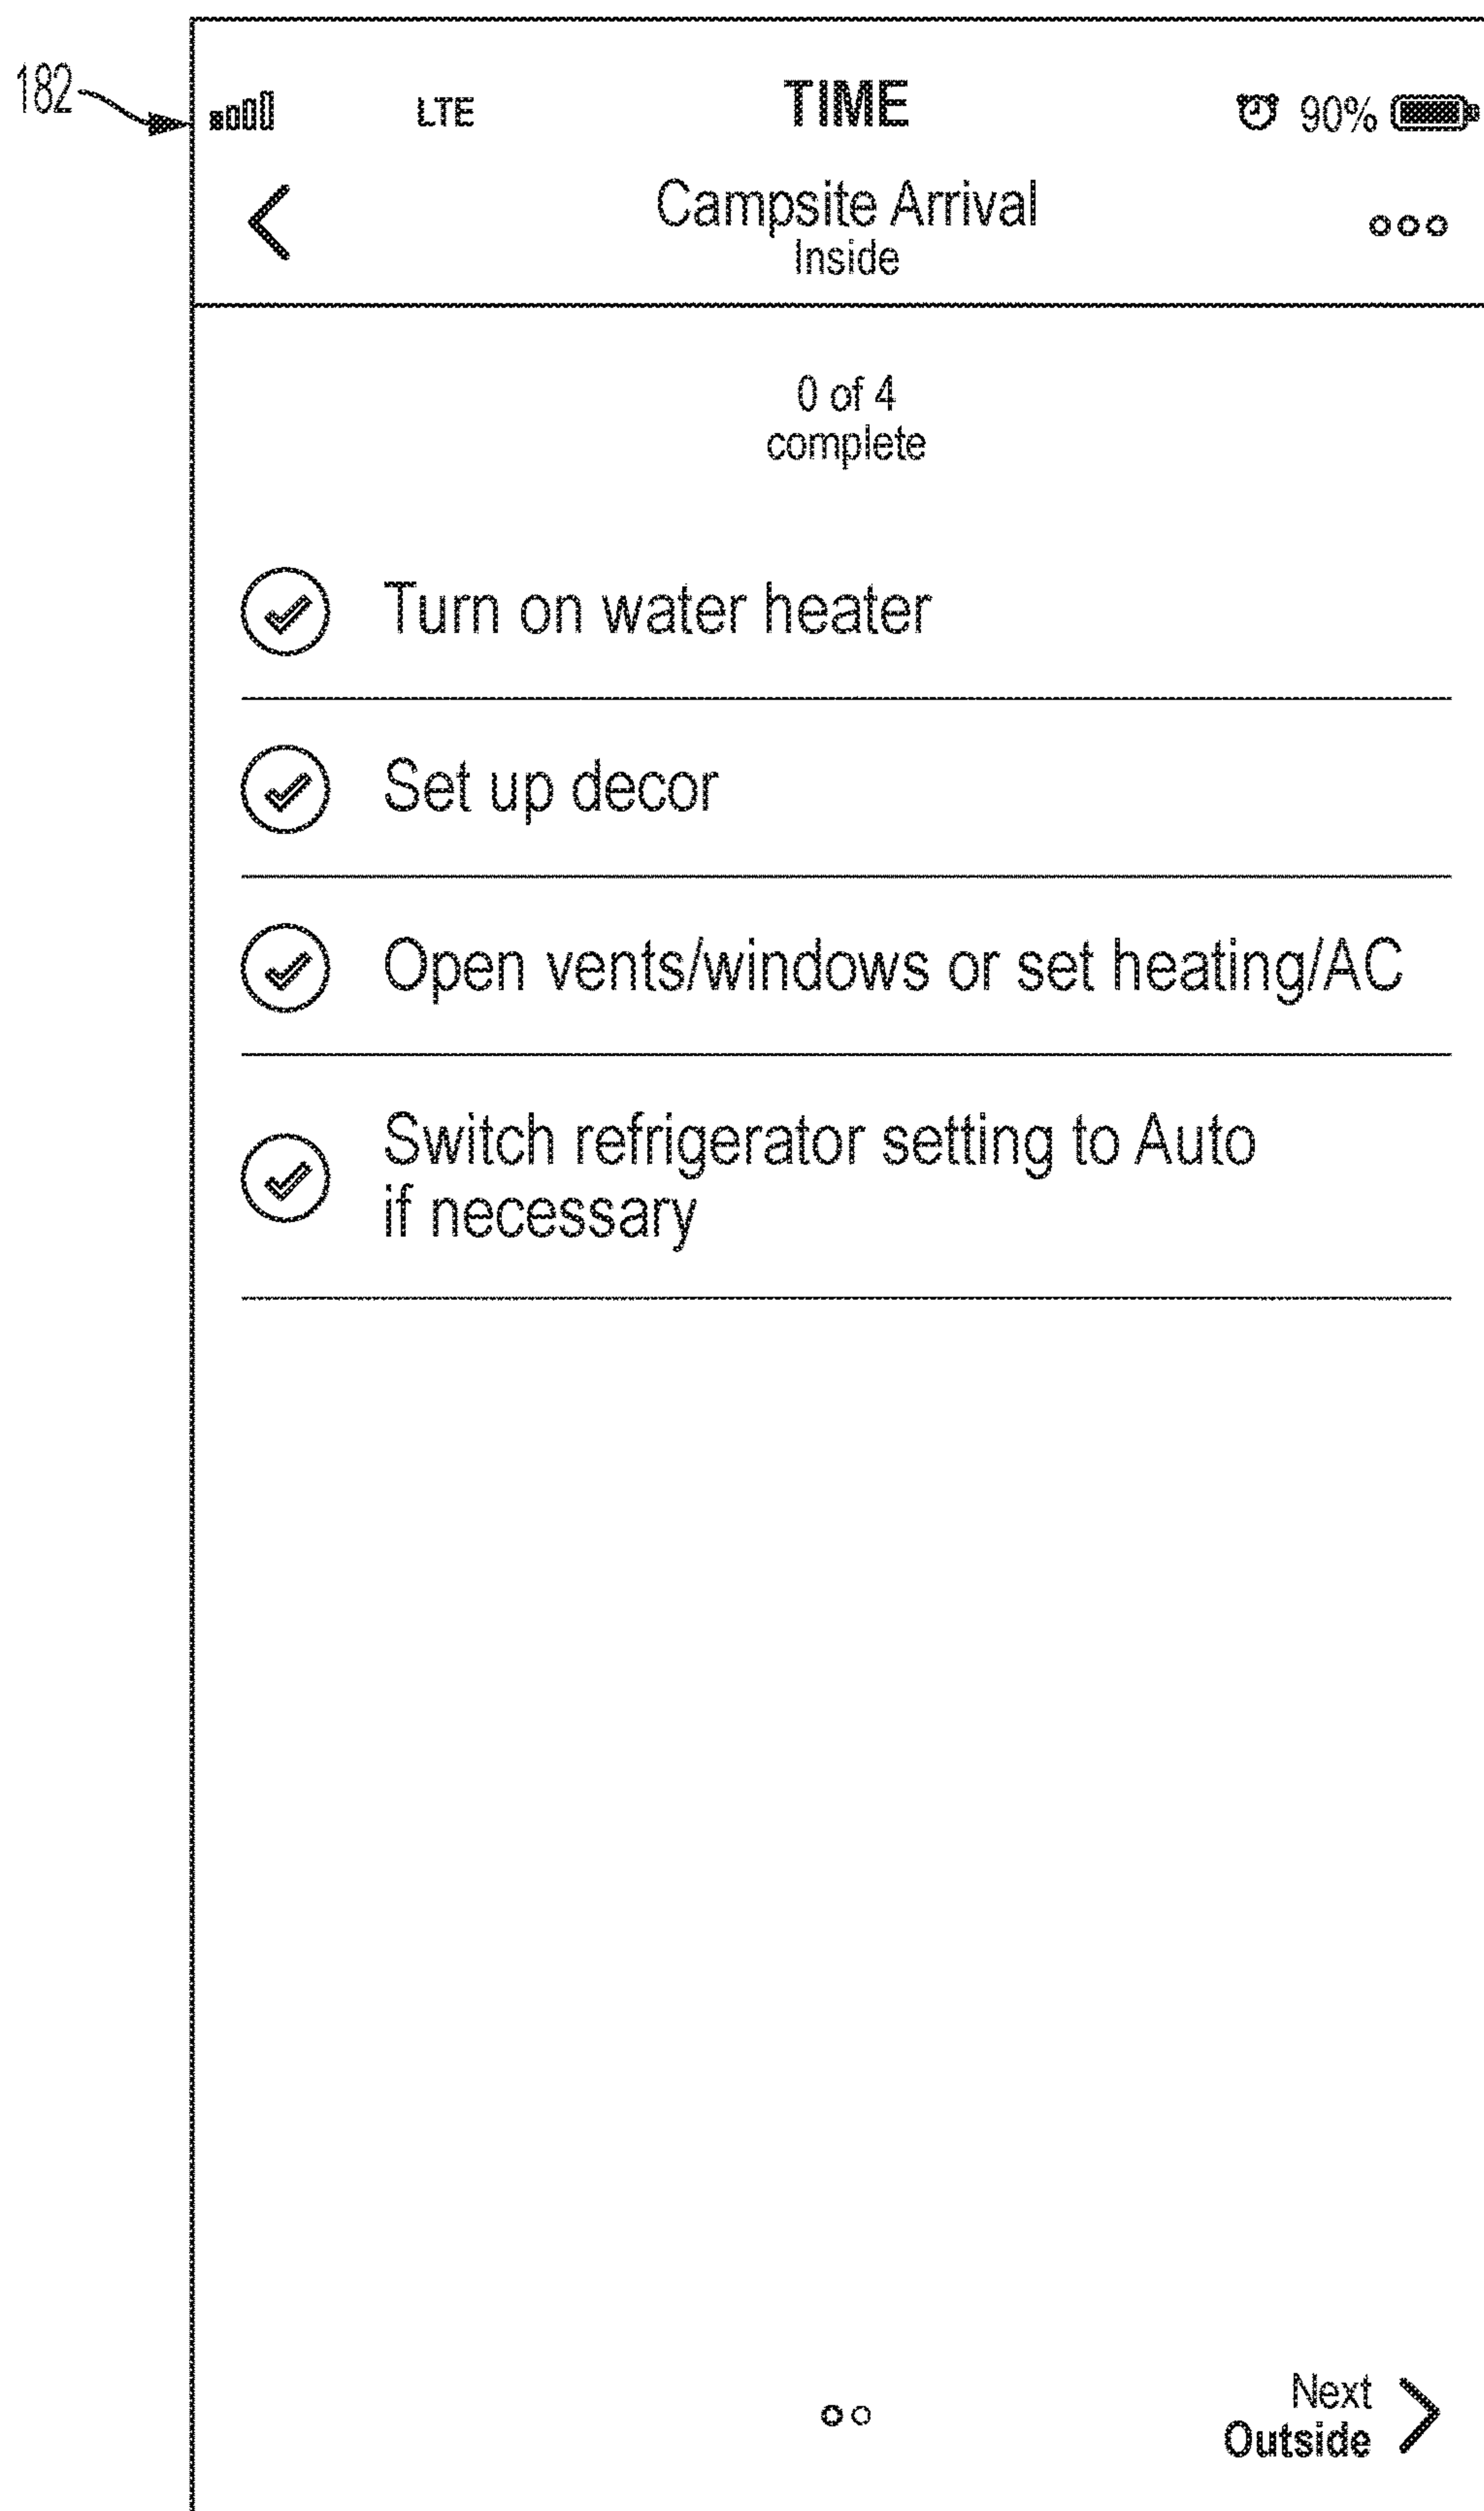 182
LTE TIME 90%
Campsite Arrival
Inside
0 of 4
complete
Turn on water heater
Set up decor
Open vents/windows or set heating/AC
Switch refrigerator setting to Auto
if necessary
Next
Outside